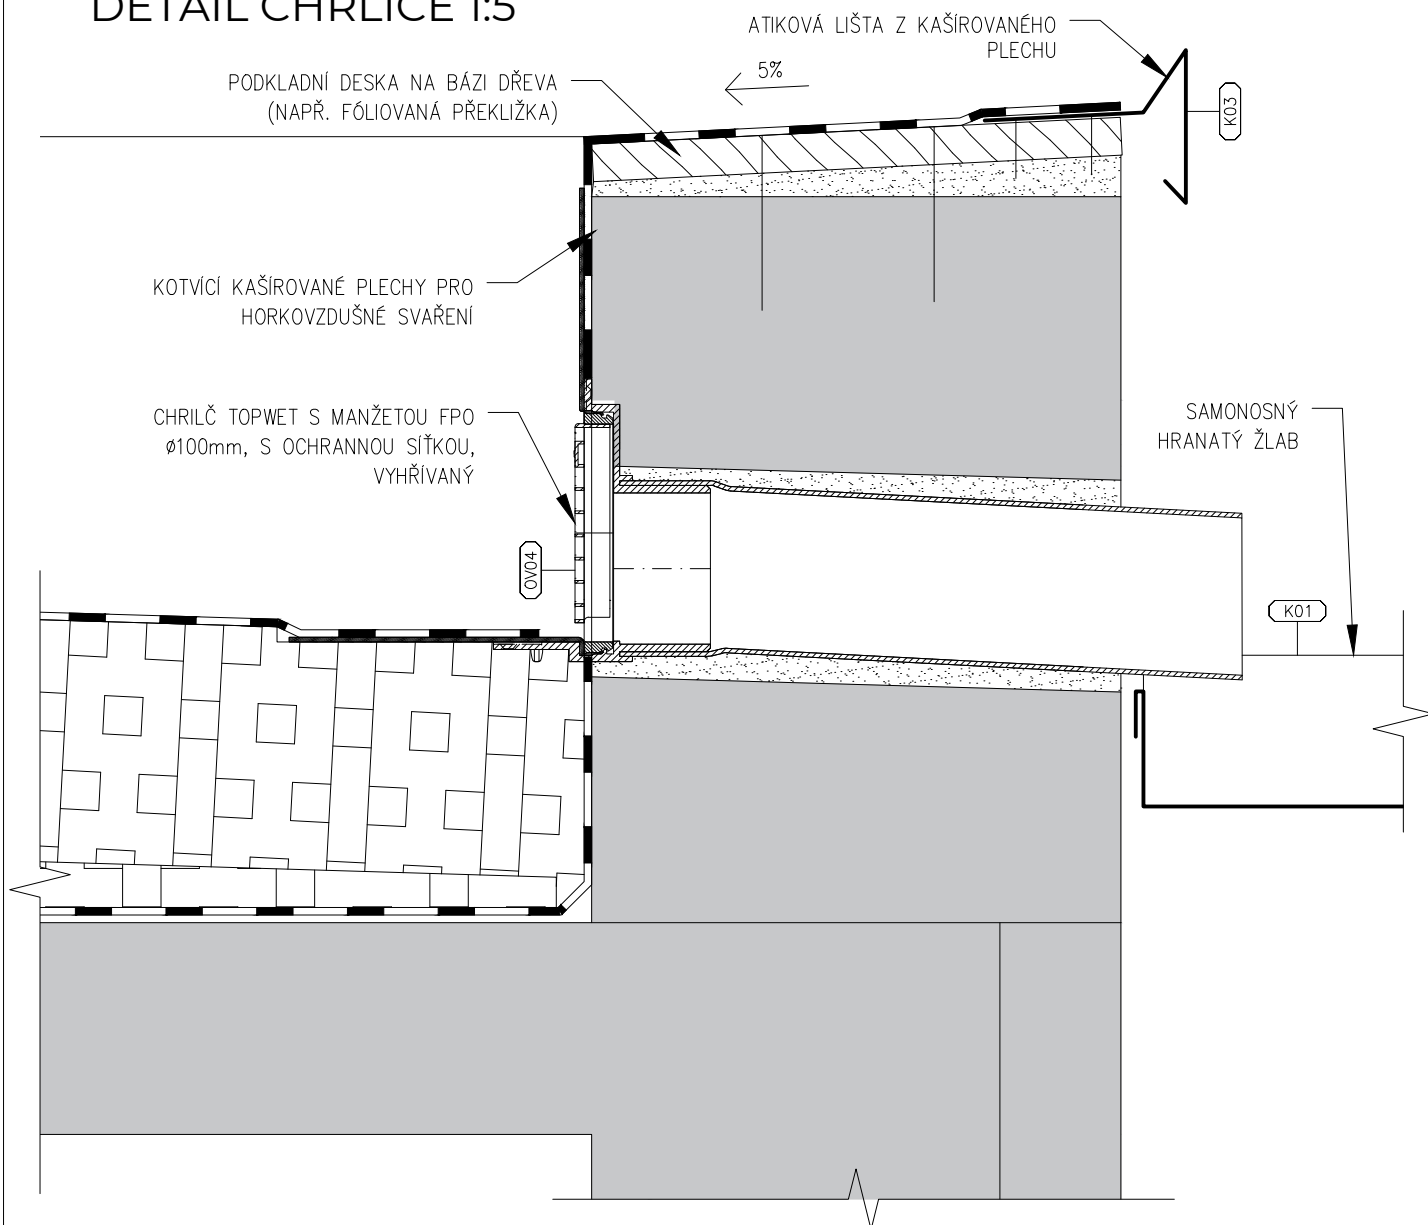 DETAIL CHRLIČE 1:5
ATIKOVÁ LIŠTA Z KAŠÍROVANÉHO
PLECHU
PODKLADNÍ DESKA NA BÁZI DŘEVA
(NAPŘ. FÓLIOVANÁ PŘEKLIŽKA)
5%
K03
KOTVÍCÍ KAŠÍROVANÉ PLECHY PRO
HORKOVZDUŠNÉ SVAŘENÍ
CHRILČ TOPWET S MANŽETOU FPO
Ø100mm, S OCHRANNOU SÍŤKOU,
VYHŘÍVANÝ
SAMONOSNÝ
HRANATÝ ŽLAB
OV04
K01